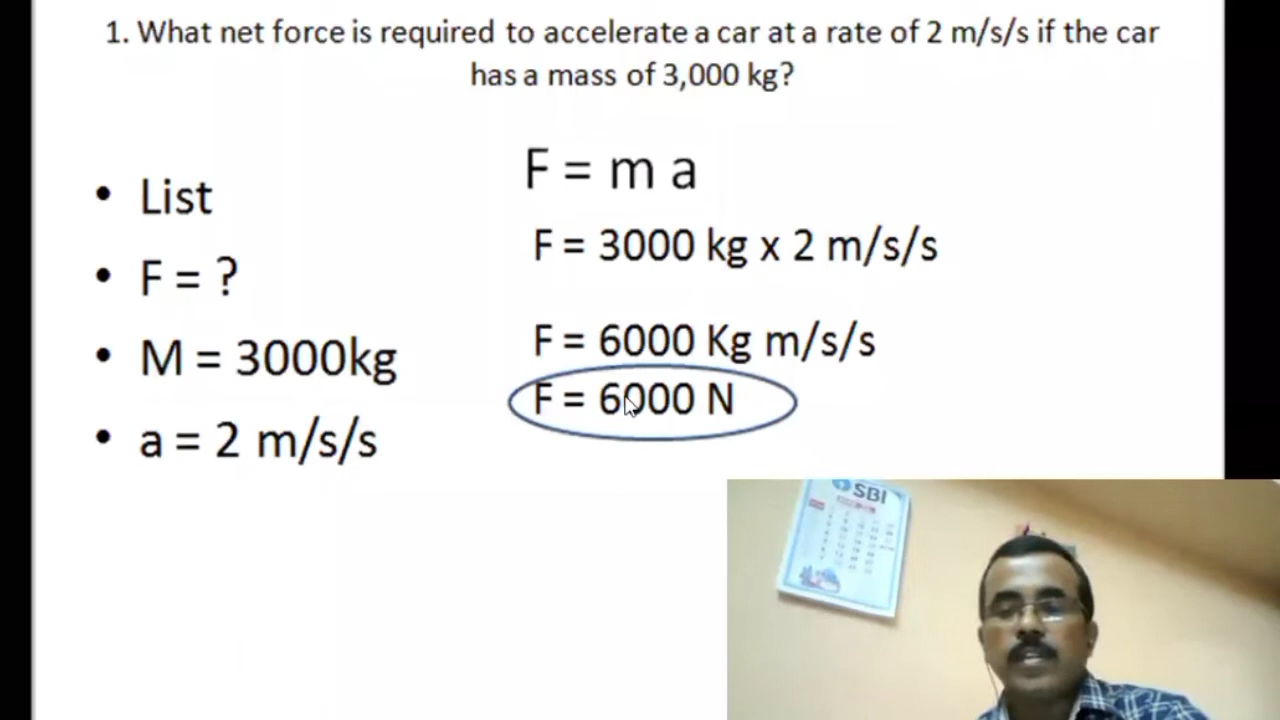 1. What net force is required to accelerate a car at a rate of 2 m/s/s if the car
has a mass of 3,000 kg?
• List
• F = ?
• M = 3000kg
• a = 2 m/s/s
F = m a
F = 3000 kg x 2 m/s/s
F = 6000 Kg m/s/s
F = 6000 N
SBI